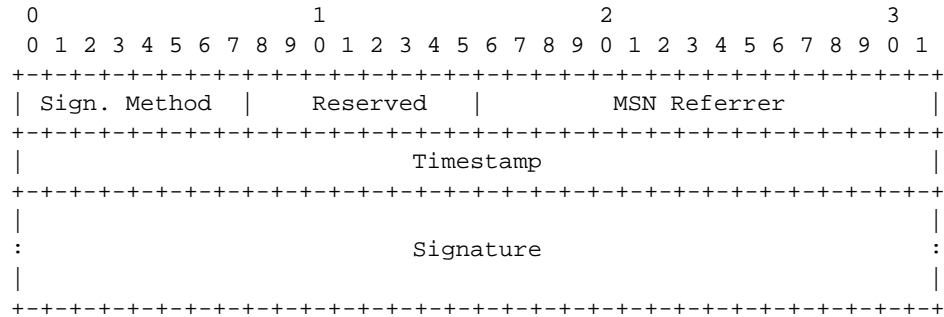 0                   1                   2                   3
 0 1 2 3 4 5 6 7 8 9 0 1 2 3 4 5 6 7 8 9 0 1 2 3 4 5 6 7 8 9 0 1
+-+-+-+-+-+-+-+-+-+-+-+-+-+-+-+-+-+-+-+-+-+-+-+-+-+-+-+-+-+-+-+-+
| Sign. Method  |    Reserved   |         MSN Referrer          |
+-+-+-+-+-+-+-+-+-+-+-+-+-+-+-+-+-+-+-+-+-+-+-+-+-+-+-+-+-+-+-+-+
|                           Timestamp                           |
+-+-+-+-+-+-+-+-+-+-+-+-+-+-+-+-+-+-+-+-+-+-+-+-+-+-+-+-+-+-+-+-+
|                                                               |
:                           Signature                           :
|                                                               |
+-+-+-+-+-+-+-+-+-+-+-+-+-+-+-+-+-+-+-+-+-+-+-+-+-+-+-+-+-+-+-+-+